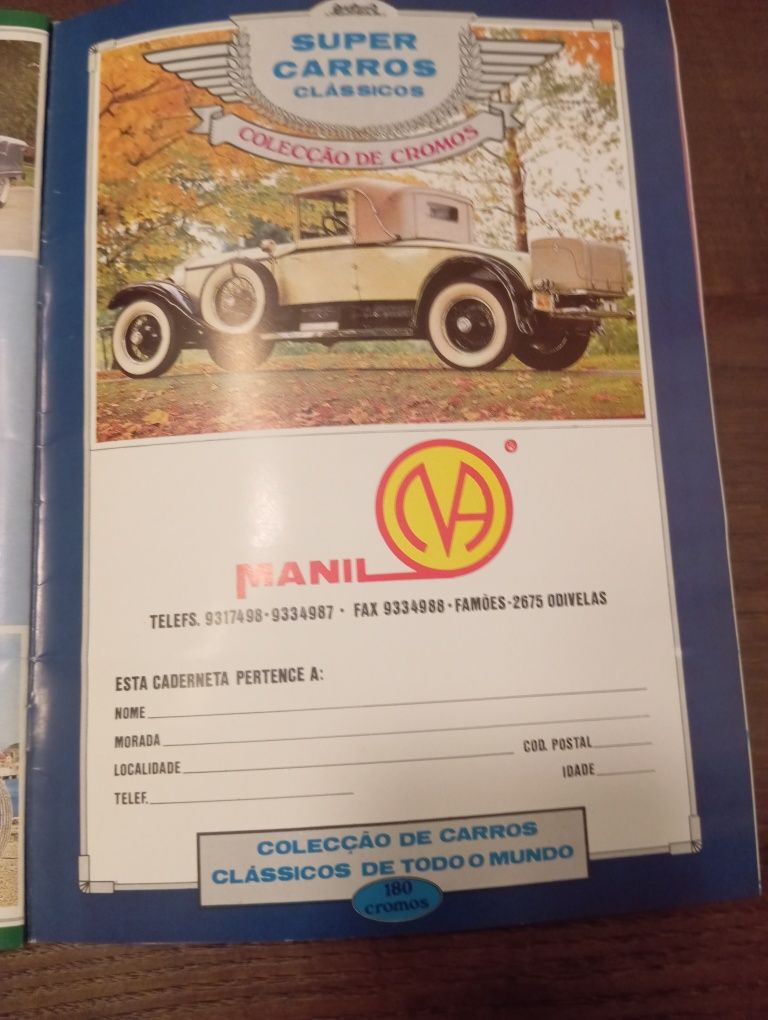 SUPER
CARROS
CLÁSSICOS
COLECÇÃO DE CROMOS
MANIL
TELEFS. 9317498-9334987 • FAX 9334988 • FAMÕES-2675 ODIVELAS
ESTA CADERNETA PERTENCE A:
NOME
MORADA
LOCALIDADE
COD. POSTAL
TELEF.
IDADE
COLECÇÃO DE CARROS
CLÁSSICOS DE TODO O MUNDO
180
cromos